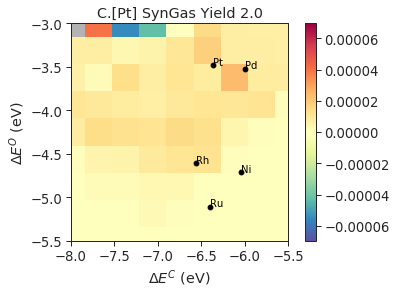 C.[Pt] SynGas Yield 2.0
−3.0
−3.5
−4.0
−4.5
−5.0
−5.5
ΔE^O (eV)
Pt
Pd
Rh
Ni
Ru
−8.0 −7.5 −7.0 −6.5 −6.0 −5.5
ΔE^C (eV)
0.00006
0.00004
0.00002
0.00000
−0.00002
−0.00004
−0.00006